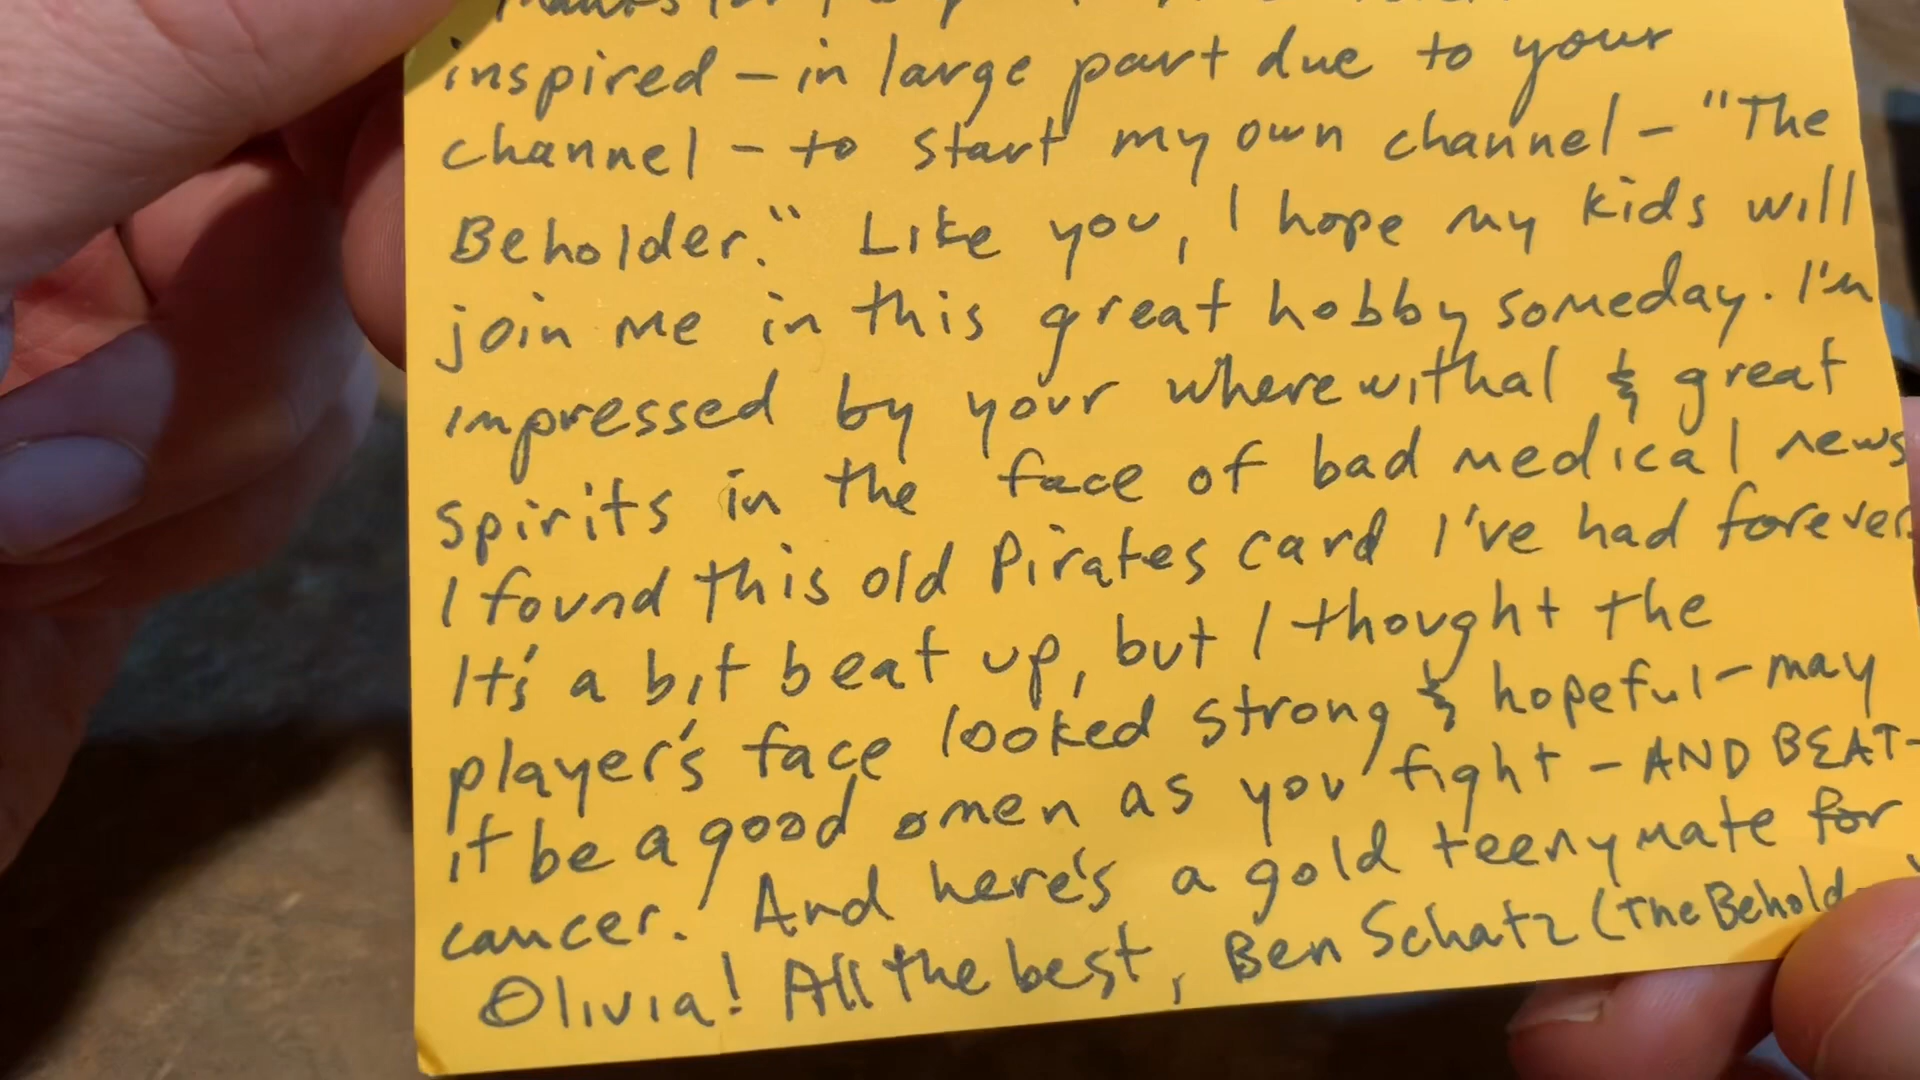 inspired – in large part due to your
channel – to start my own channel – "The
Beholder." Like you, I hope my kids will
join me in this great hobby someday. I'm
impressed by your wherewithal & great
spirits in the face of bad medical news
I found this old Pirates card I've had forever.
It's a bit beat up, but I thought the
player's face looked strong & hopeful – may
it be a good omen as you fight – AND BEAT –
cancer. And here's a gold teenymate for
Olivia! All the best, Ben Schatz (The Behold